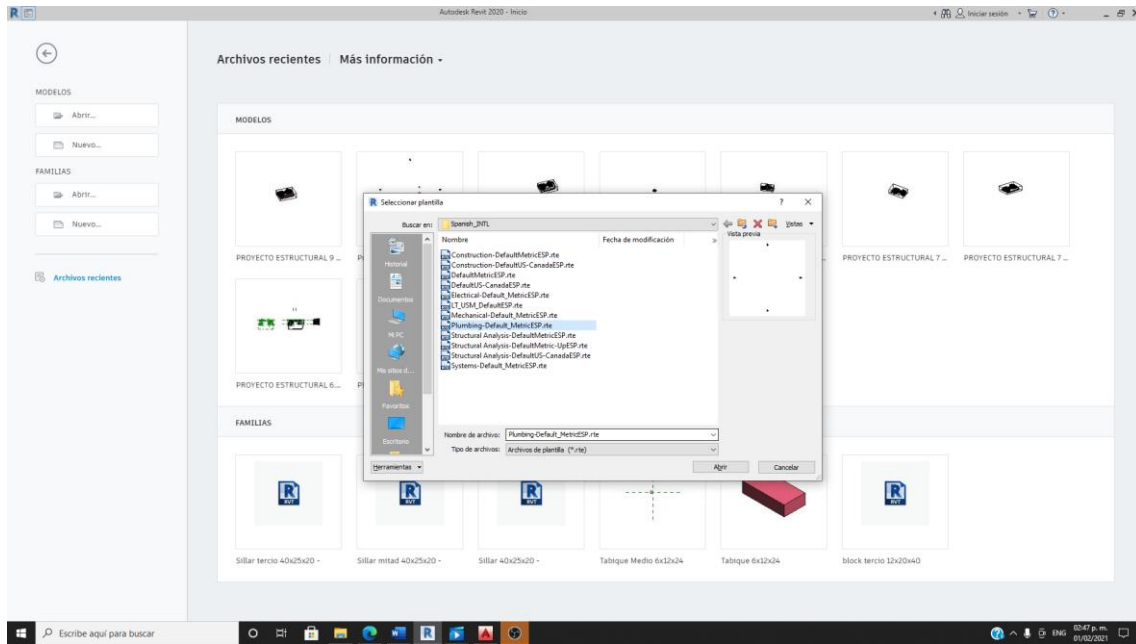 Autodesk Revit 2020 - Inicio
Iniciar sesión
Archivos recientes
Más información
MODELOS
Abrir...
Nuevo...
FAMILIAS
Abrir...
Nuevo...
Archivos recientes
MODELOS
PROYECTO ESTRUCTURAL 9 ...
PROYECTO ESTRUCTURAL 7 ...
PROYECTO ESTRUCTURAL 7 ...
PROYECTO ESTRUCTURAL 6...
Seleccionar plantilla
Buscar en:
Spanish_INTL
Vistas
Historial
Documentos
Mi PC
Mis sitios d...
Favoritos
Escritorio
Nombre
Fecha de modificación
Construction-DefaultMetricESP.rte
Construction-DefaultUS-CanadaESP.rte
DefaultMetricESP.rte
DefaultUS-CanadaESP.rte
Electrical-Default_MetricESP.rte
LT_USM_DefaultESP.rte
Mechanical-Default_MetricESP.rte
Plumbing-Default_MetricESP.rte
Structural Analysis-DefaultMetricESP.rte
Structural Analysis-DefaultMetric-UpESP.rte
Structural Analysis-DefaultUS-CanadaESP.rte
Systems-Default_MetricESP.rte
Vista previa
Nombre de archivo:
Plumbing-Default_MetricESP.rte
Tipo de archivos:
Archivos de plantilla (*.rte)
Herramientas
Abrir
Cancelar
FAMILIAS
R
RVT
R
RVT
R
RVT
R
RVT
Sillar tercio 40x25x20 -
Sillar mitad 40x25x20 -
Sillar 40x25x20 -
Tabique Medio 6x12x24
Tabique 6x12x24
block tercio 12x20x40
Escribe aquí para buscar
ENG
02:47 p. m.
01/02/2021